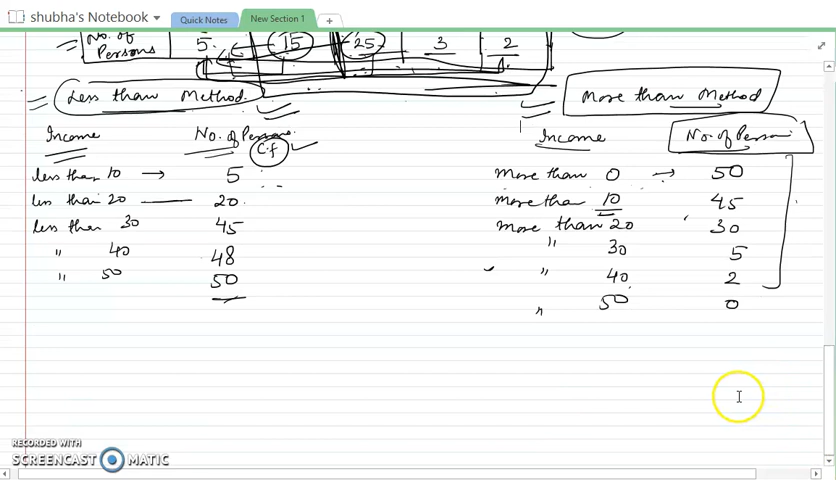 shubha's Notebook Quick Notes New Section 1 +
No. of
Persons 5 15 25 3 2
Less than Method More than Method
Income No. of Persons Income No. of Person
C.f
less than 10 → 5 more than 0 → 50
less than 20 — 20 more tha 10 45
less than 30 45 more than 20 30
" 40 48 " 30 5
" 50 50 " 40 2
" 50 0
RECORDED WITH
SCREENCAST MATIC